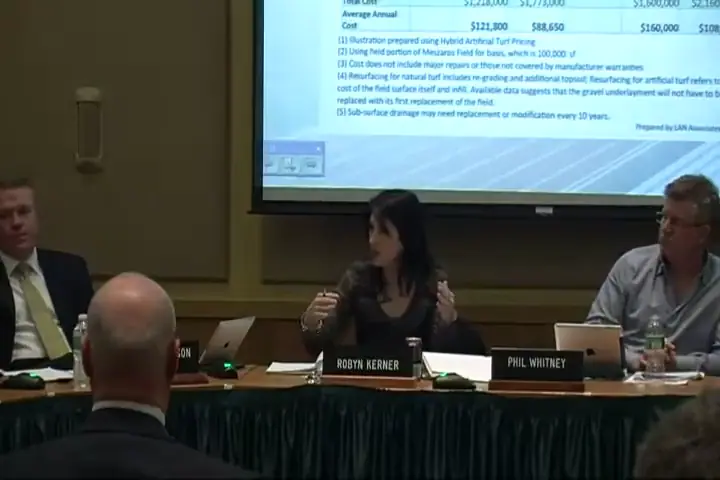 Total Cost $1,218,000 $1,773,000 $1,600,000 $2,160
Average Annual
Cost $121,800 $88,650 $160,000 $108,
(1) Illustration prepared using Hybrid Artificial Turf Pricing
(2) Using field portion of Meszaros Field for basis, which is 100,000 sf
(3) Cost does not include major repairs or those not covered by manufacturer warranties
(4) Resurfacing for natural turf includes re-grading and additional topsoil; Resurfacing for artificial turf refers to
cost of the field surface itself and infill. Available data suggests that the gravel underlayment will not have to b
replaced with its first replacement of the field.
(5) Sub-surface drainage may need replacement or modification every 10 years.
Prepared by LAN Associates
SON
ROBYN KERNER
PHIL WHITNEY